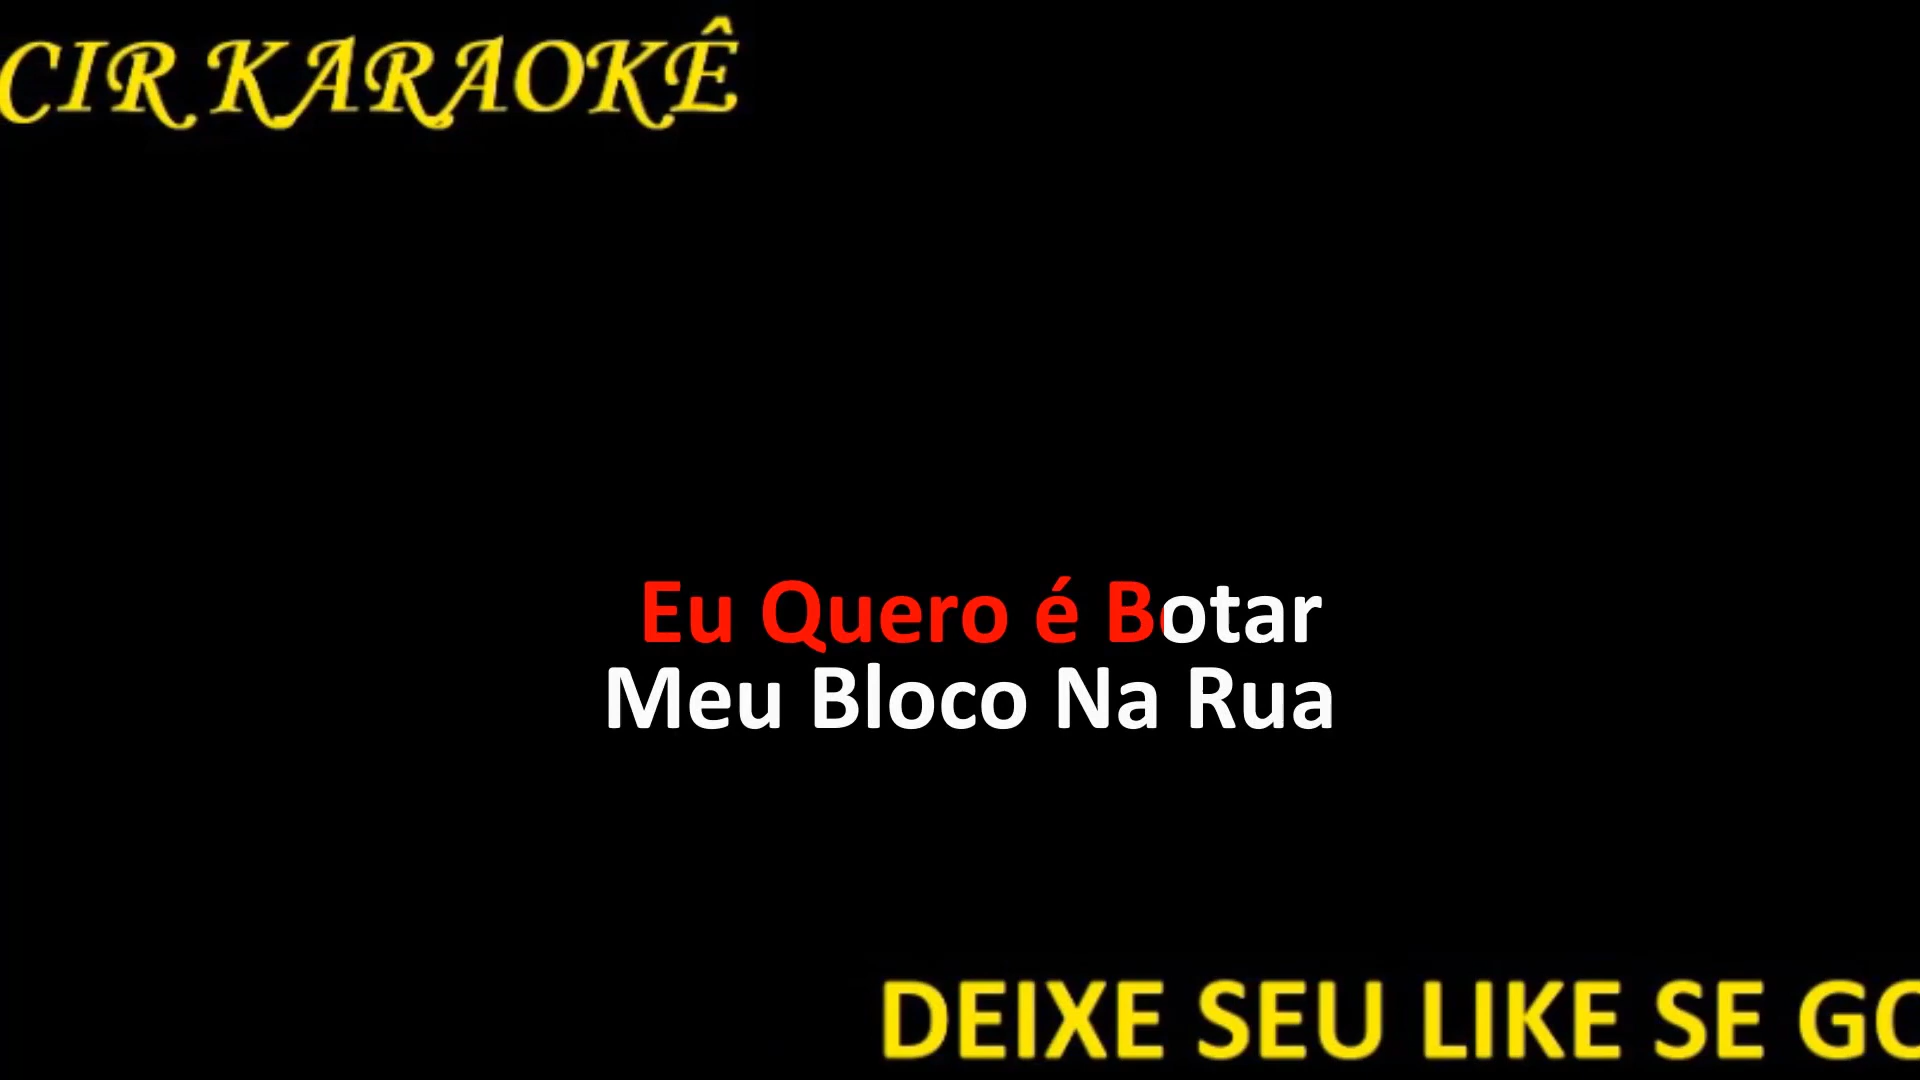 CIR KARAOKÊ
Eu Quero é Botar
Meu Bloco Na Rua
DEIXE SEU LIKE SE GO